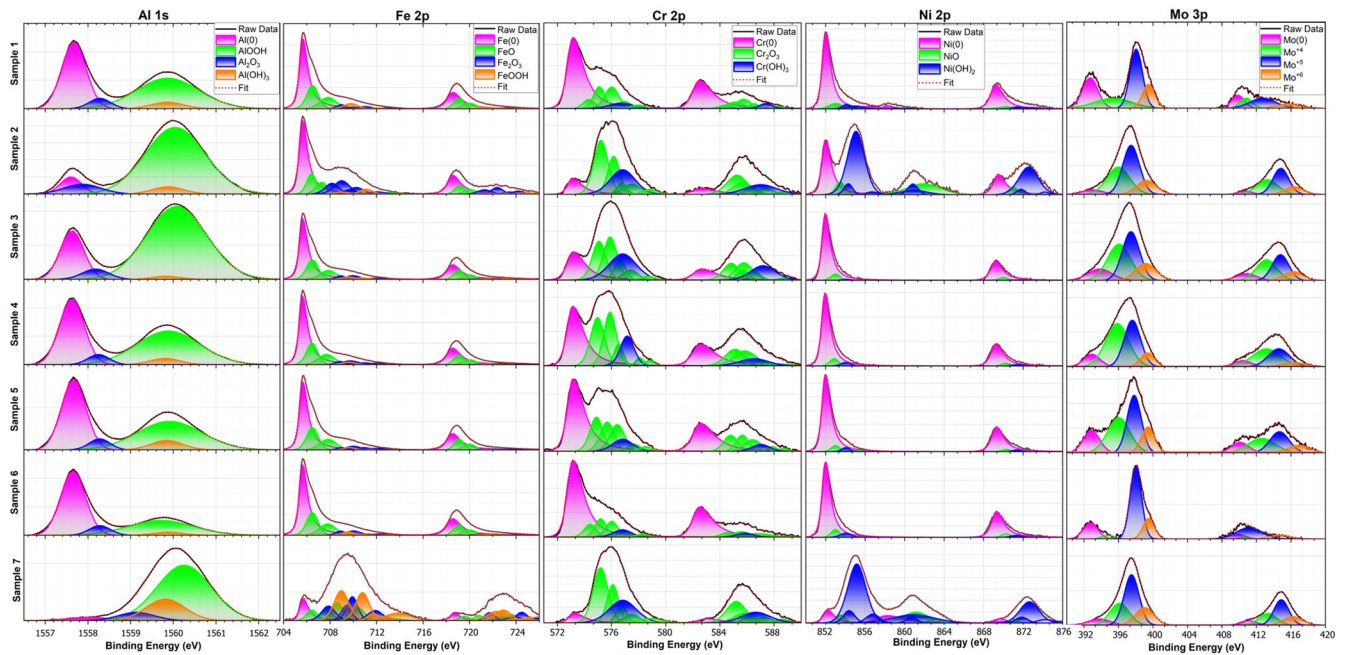 Al 1s
Fe 2p
Cr 2p
Ni 2p
Mo 3p
Sample 1
Raw Data
Al(0)
AlOOH
Al₂O₃
Al(OH)₃
Fit
Raw Data
Fe(0)
FeO
Fe₂O₃
FeOOH
Fit
Raw Data
Cr(0)
Cr₂O₃
Cr(OH)₃
Fit
Raw Data
Ni(0)
NiO
Ni(OH)₂
Fit
Raw Data
Mo(0)
Mo⁺⁴
Mo⁺⁵
Mo⁺⁶
Fit
Sample 2
Sample 3
Sample 4
Sample 5
Sample 6
Sample 7
1557 1558 1559 1560 1561 1562
704 708 712 716 720 724
572 576 580 584 588
852 856 860 864 868 872 876
392 396 400 404 408 412 416 420
Binding Energy (eV)
Binding Energy (eV)
Binding Energy (eV)
Binding Energy (eV)
Binding Energy (eV)